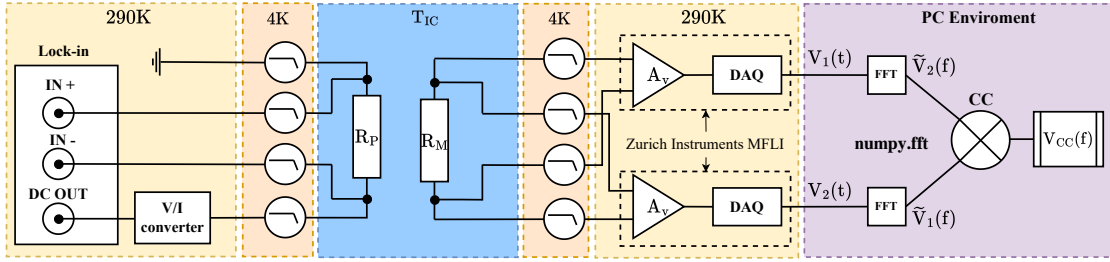 290K
4K
T_IC
4K
290K
PC Enviroment
Lock-in
IN +
IN -
DC OUT
V/I
converter
R_P
R_M
A_v
DAQ
Zurich Instruments MFLI
A_v
DAQ
V_1(t)
FFT
Ṽ_2(f)
CC
numpy.fft
V_CC(f)
V_2(t)
FFT
Ṽ_1(f)